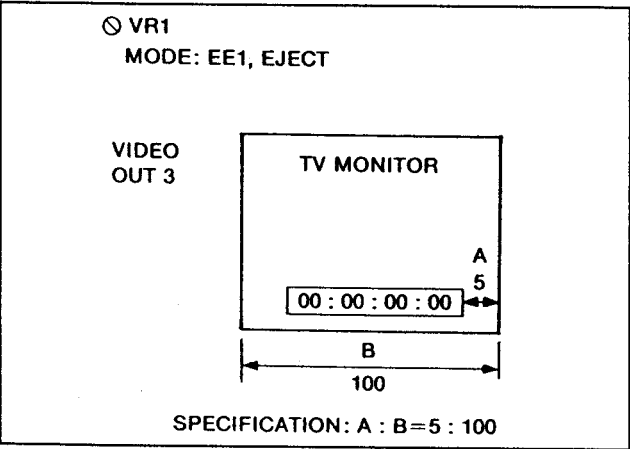 ⦸ VR1
MODE: EE1, EJECT
VIDEO
OUT 3
TV MONITOR
A
5
00 : 00 : 00 : 00
B
100
SPECIFICATION: A : B=5 : 100